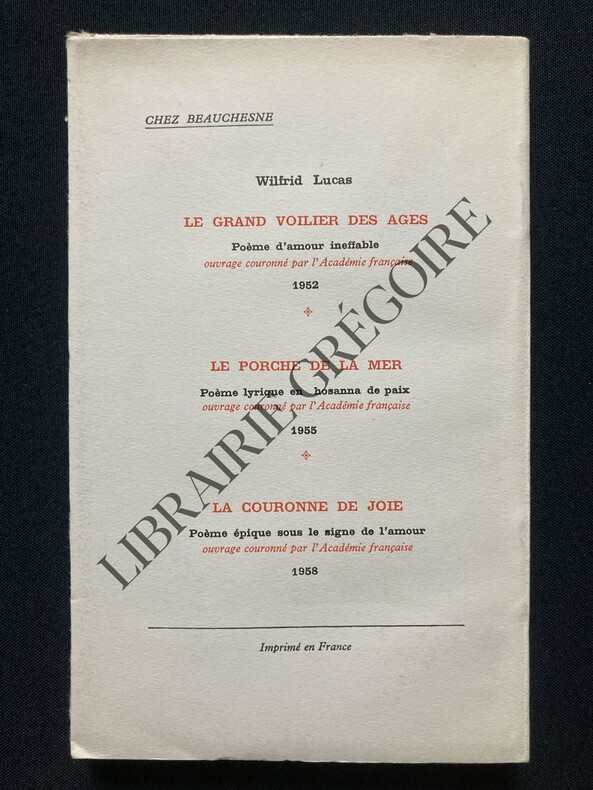 CHEZ BEAUCHESNE
Wilfrid Lucas
LE GRAND VOILIER DES AGES
Poème d'amour ineffable
ouvrage couronné par l'Académie française
1952
LE PORCHE DE LA MER
Poème lyrique en hosanna de paix
ouvrage couronné par l'Académie française
1955
LA COURONNE DE JOIE
Poème épique sous le signe de l'amour
ouvrage couronné par l'Académie française
1958
Imprimé en France
LIBRAIRIE GRÉGOIRE